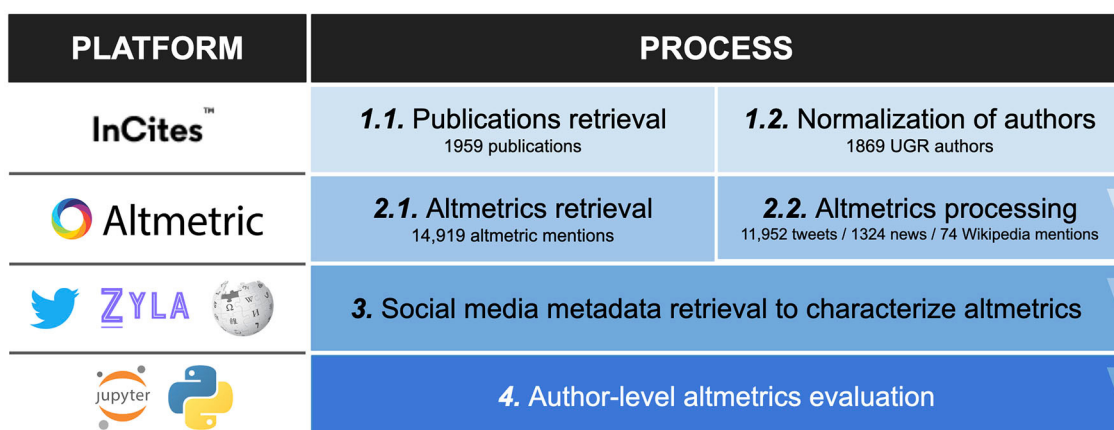 PLATFORM
PROCESS
InCites™
1.1. Publications retrieval
1959 publications
1.2. Normalization of authors
1869 UGR authors
Altmetric
2.1. Altmetrics retrieval
14,919 altmetric mentions
2.2. Altmetrics processing
11,952 tweets / 1324 news / 74 Wikipedia mentions
ZYLA
3. Social media metadata retrieval to characterize altmetrics
jupyter
4. Author-level altmetrics evaluation